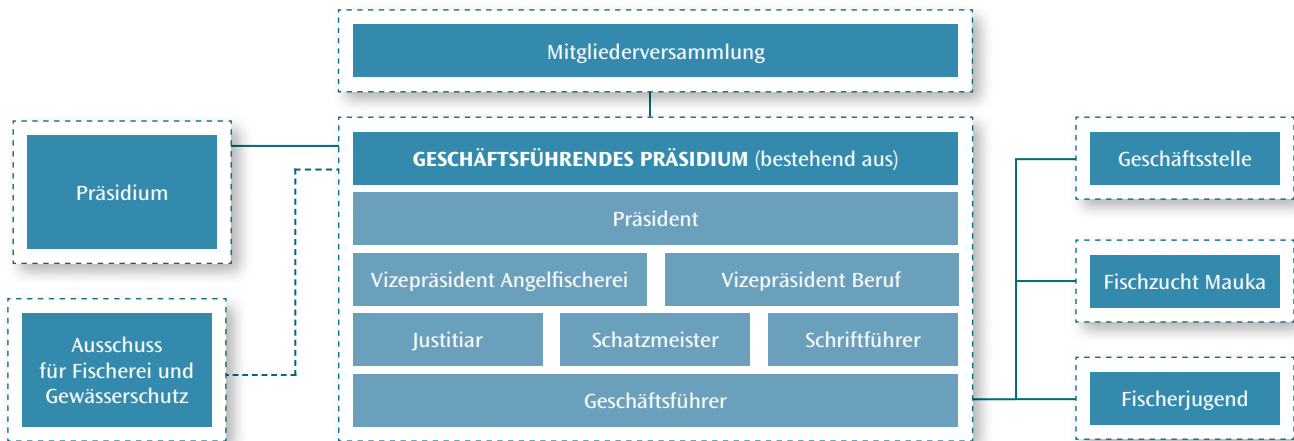 Mitgliederversammlung
Präsidium
GESCHÄFTSFÜHRENDES PRÄSIDIUM (bestehend aus)
Präsident
Vizepräsident Angelfischerei
Vizepräsident Beruf
Justitiar
Schatzmeister
Schriftführer
Geschäftsführer
Ausschuss
für Fischerei und
Gewässerschutz
Geschäftsstelle
Fischzucht Mauka
Fischerjugend